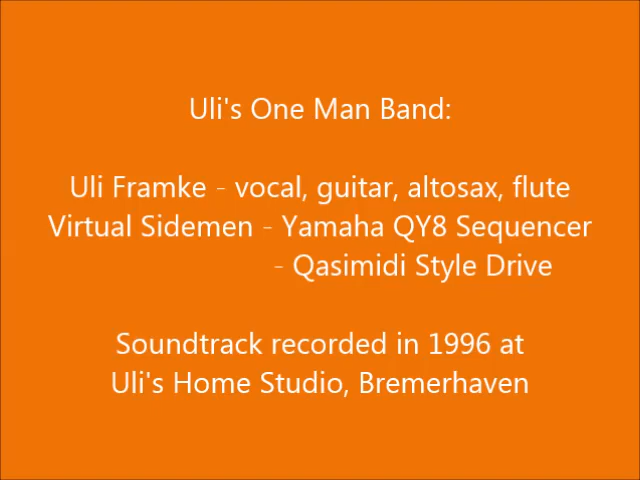 Uli's One Man Band:
Uli Framke - vocal, guitar, altosax, flute
Virtual Sidemen - Yamaha QY8 Sequencer
- Qasimidi Style Drive
Soundtrack recorded in 1996 at
Uli's Home Studio, Bremerhaven